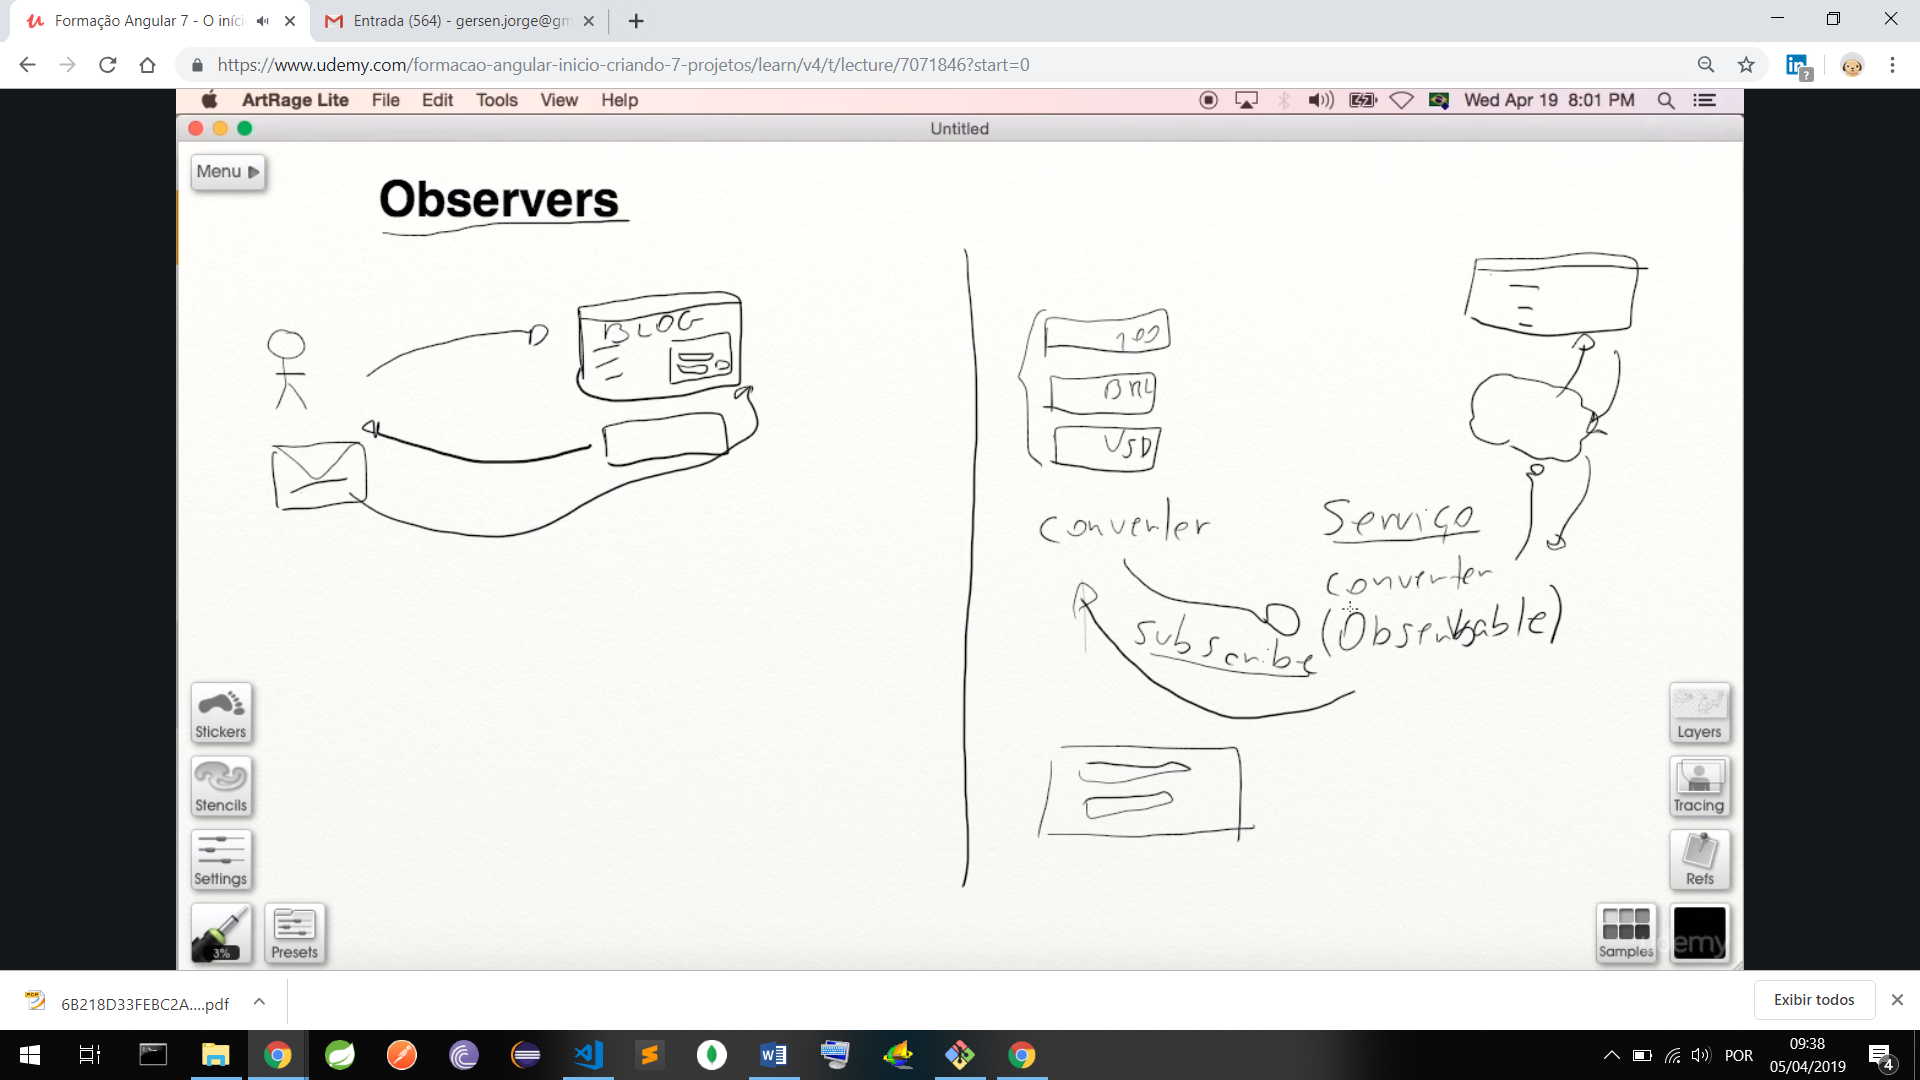 Formação Angular 7 - O iníc
Entrada (564) - gersen.jorge@gm
https://www.udemy.com/formacao-angular-inicio-criando-7-projetos/learn/v4/t/lecture/7071846?start=0
ArtRage Lite File Edit Tools View Help
Wed Apr 19 8:01 PM
Untitled
Menu
Observers
BLOG
100
BRL
USD
converter
Serviço
converter
(Observable)
subscribe
Stickers
Stencils
Settings
3%
Presets
Layers
Tracing
Refs
Samples
udemy
6B218D33FEBC2A....pdf
Exibir todos
POR
09:38
05/04/2019
4